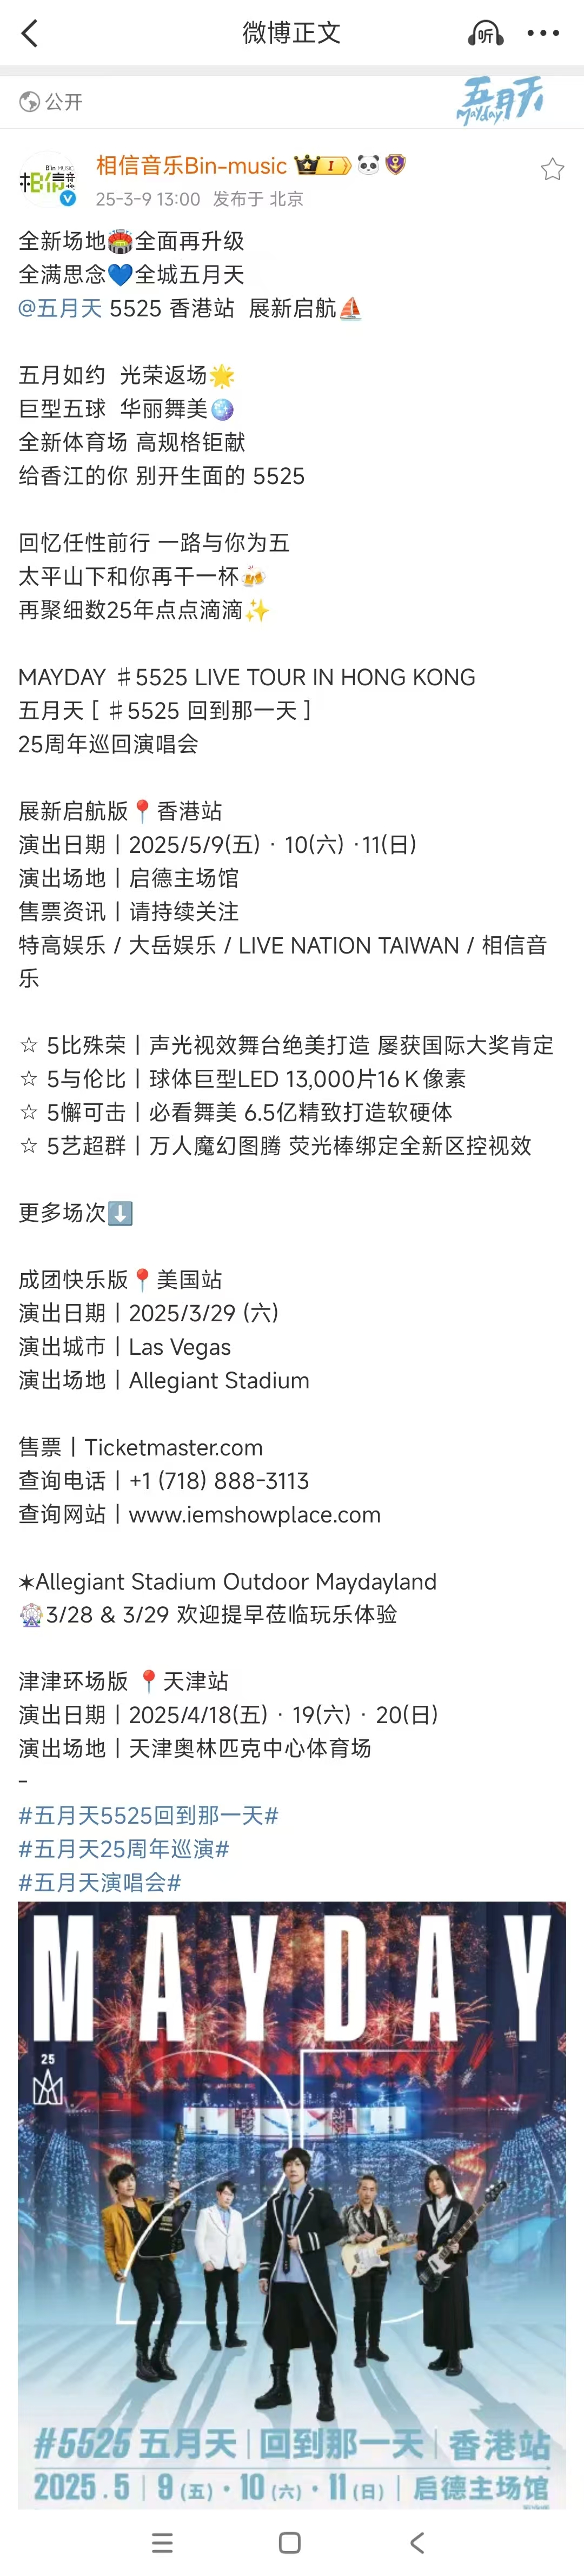 微博正文
听
公开
五月天
Mayday
Bin MUSIC
相信音乐Bin-music
I
25-3-9 13:00 发布于 北京
全新场地🏟️全面再升级
全满思念💙全城五月天
@五月天 5525 香港站 展新启航⛵
五月如约 光荣返场🌟
巨型五球 华丽舞美🪩
全新体育场 高规格钜献
给香江的你 别开生面的 5525
回忆任性前行 一路与你为五
太平山下和你再干一杯🍻
再聚细数25年点点滴滴✨
MAYDAY ♯5525 LIVE TOUR IN HONG KONG
五月天 [ ♯5525 回到那一天 ]
25周年巡回演唱会
展新启航版📍香港站
演出日期丨2025/5/9(五) · 10(六) ·11(日)
演出场地丨启德主场馆
售票资讯丨请持续关注
特高娱乐 / 大岳娱乐 / LIVE NATION TAIWAN / 相信音
乐
☆ 5比殊荣丨声光视效舞台绝美打造 屡获国际大奖肯定
☆ 5与伦比丨球体巨型LED 13,000片16K像素
☆ 5懈可击丨必看舞美 6.5亿精致打造软硬体
☆ 5艺超群丨万人魔幻图腾 荧光棒绑定全新区控视效
更多场次⬇️
成团快乐版📍美国站
演出日期丨2025/3/29 (六)
演出城市丨Las Vegas
演出场地丨Allegiant Stadium
售票丨Ticketmaster.com
查询电话丨+1 (718) 888-3113
查询网站丨www.iemshowplace.com
✶Allegiant Stadium Outdoor Maydayland
🎡3/28 & 3/29 欢迎提早莅临玩乐体验
津津环场版 📍天津站
演出日期丨2025/4/18(五) · 19(六) · 20(日)
演出场地丨天津奥林匹克中心体育场
-
#五月天5525回到那一天#
#五月天25周年巡演#
#五月天演唱会#
MAYDAY
25
#5525 五月天 | 回到那一天 | 香港站
2025.5 | 9 (五) · 10 (六) · 11 (日) | 启德主场馆